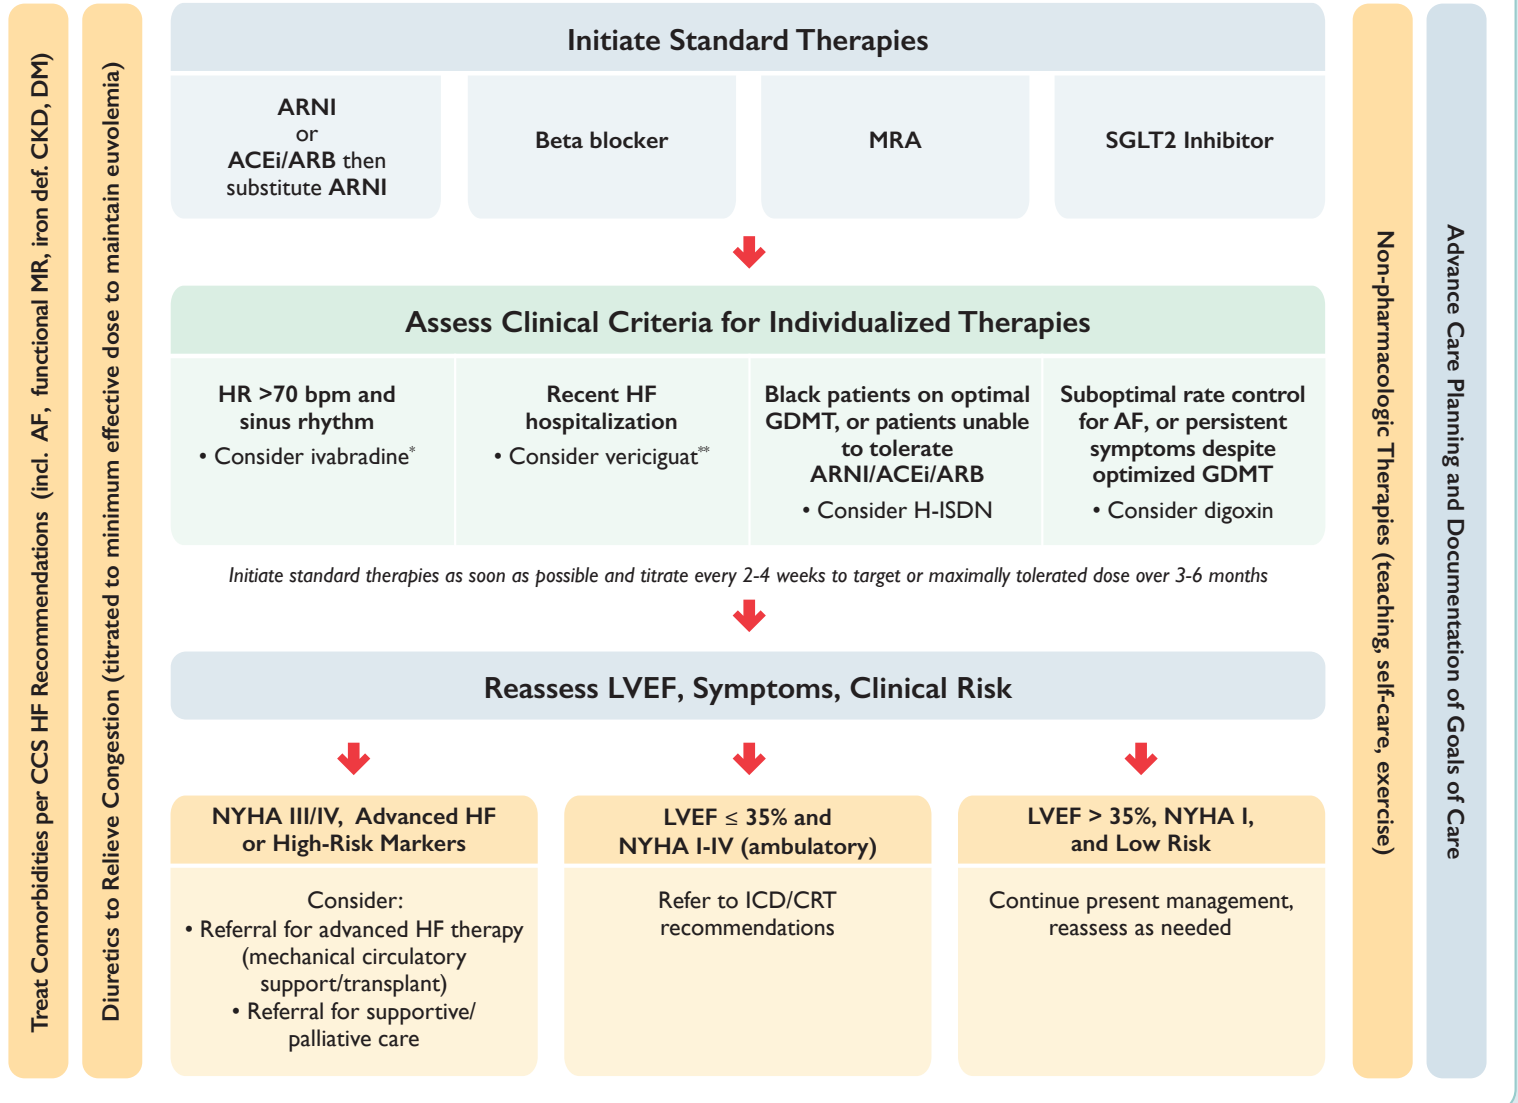 Treat Comorbidities per CCS HF Recommendations (incl. AF, functional MR, iron def. CKD, DM)
Diuretics to Relieve Congestion (titrated to minimum effective dose to maintain euvolemia)
Initiate Standard Therapies
ARNI
or
ACEi/ARB then
substitute ARNI
Beta blocker
MRA
SGLT2 Inhibitor
Assess Clinical Criteria for Individualized Therapies
HR >70 bpm and
sinus rhythm
• Consider ivabradine*
Recent HF
hospitalization
• Consider vericiguat**
Black patients on optimal
GDMT, or patients unable
to tolerate
ARNI/ACEi/ARB
• Consider H-ISDN
Suboptimal rate control
for AF, or persistent
symptoms despite
optimized GDMT
• Consider digoxin
Initiate standard therapies as soon as possible and titrate every 2-4 weeks to target or maximally tolerated dose over 3-6 months
Reassess LVEF, Symptoms, Clinical Risk
NYHA III/IV, Advanced HF
or High-Risk Markers
Consider:
• Referral for advanced HF therapy
(mechanical circulatory
support/transplant)
• Referral for supportive/
palliative care
LVEF ≤ 35% and
NYHA I-IV (ambulatory)
Refer to ICD/CRT
recommendations
LVEF > 35%, NYHA I,
and Low Risk
Continue present management,
reassess as needed
Non-pharmacologic Therapies (teaching, self-care, exercise)
Advance Care Planning and Documentation of Goals of Care